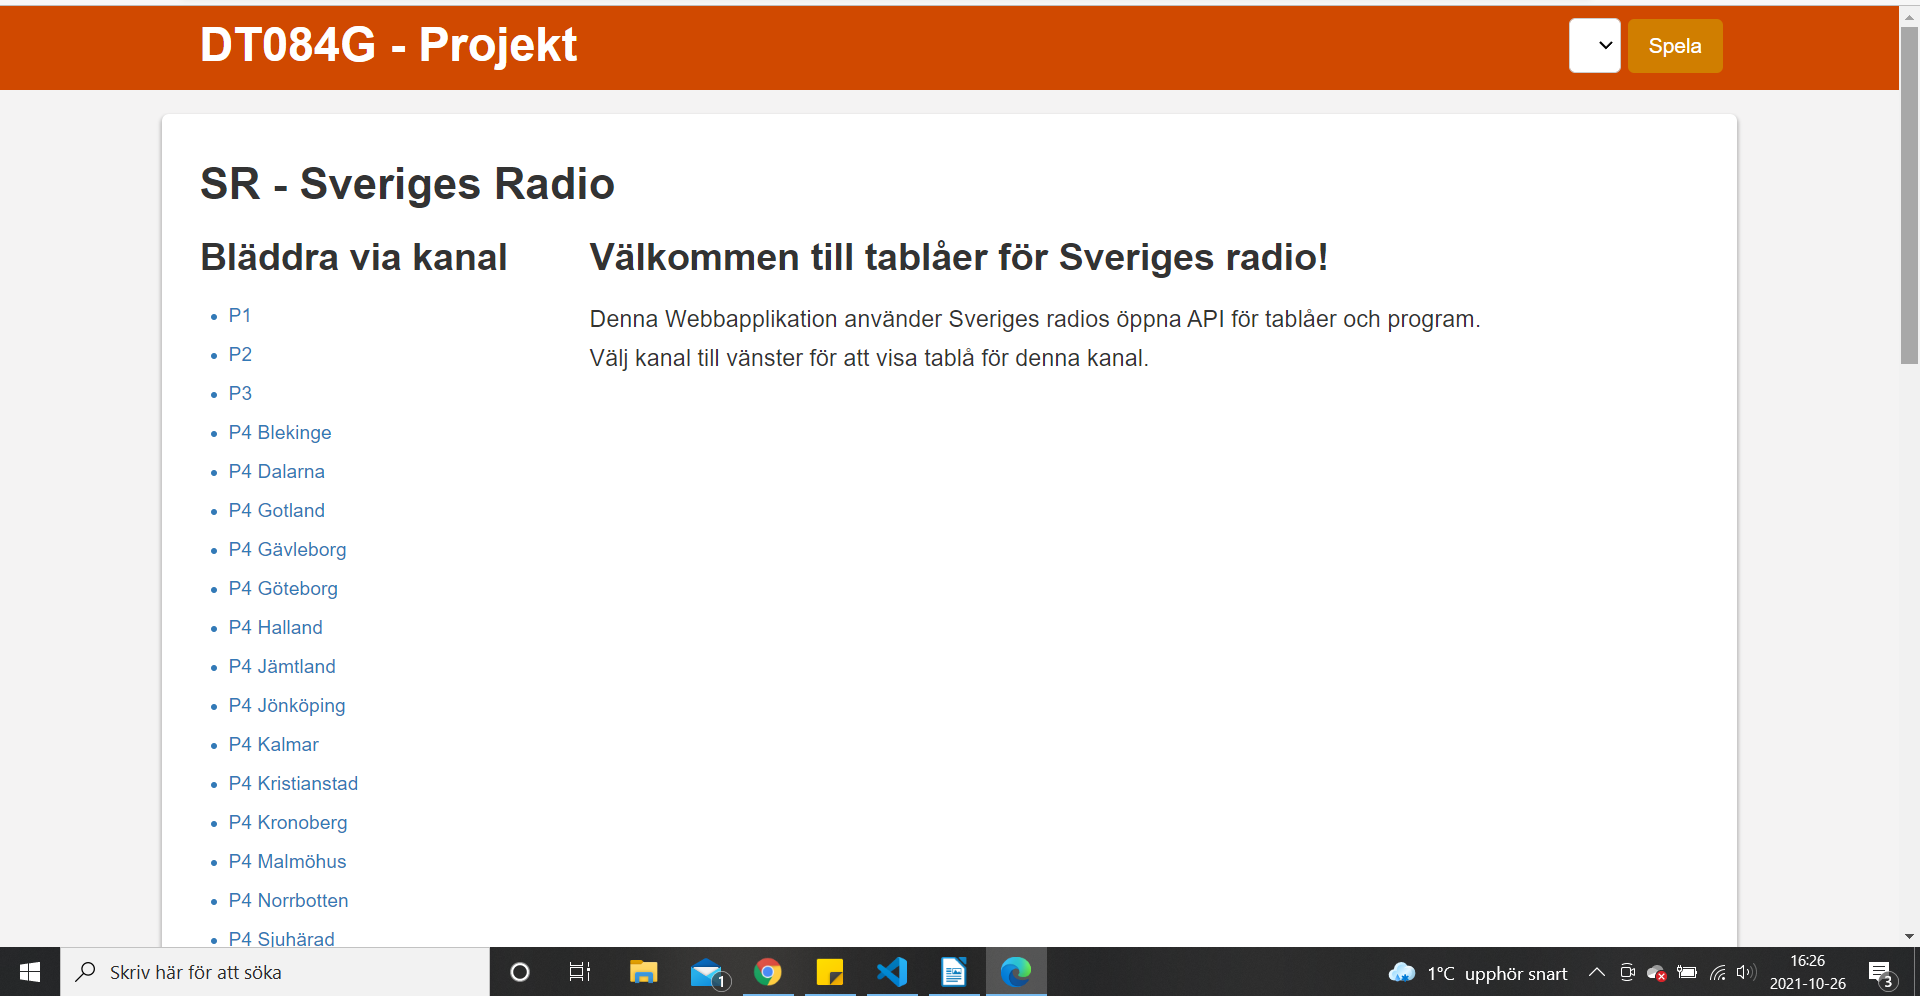 DT084G - Projekt
Spela
SR - Sveriges Radio
Bläddra via kanal
P1
P2
P3
P4 Blekinge
P4 Dalarna
P4 Gotland
P4 Gävleborg
P4 Göteborg
P4 Halland
P4 Jämtland
P4 Jönköping
P4 Kalmar
P4 Kristianstad
P4 Kronoberg
P4 Malmöhus
P4 Norrbotten
P4 Sjuhärad
Välkommen till tablåer för Sveriges radio!
Denna Webbapplikation använder Sveriges radios öppna API för tablåer och program.
Välj kanal till vänster för att visa tablå för denna kanal.
Skriv här för att söka
1
1°C upphör snart
16:26
2021-10-26
3